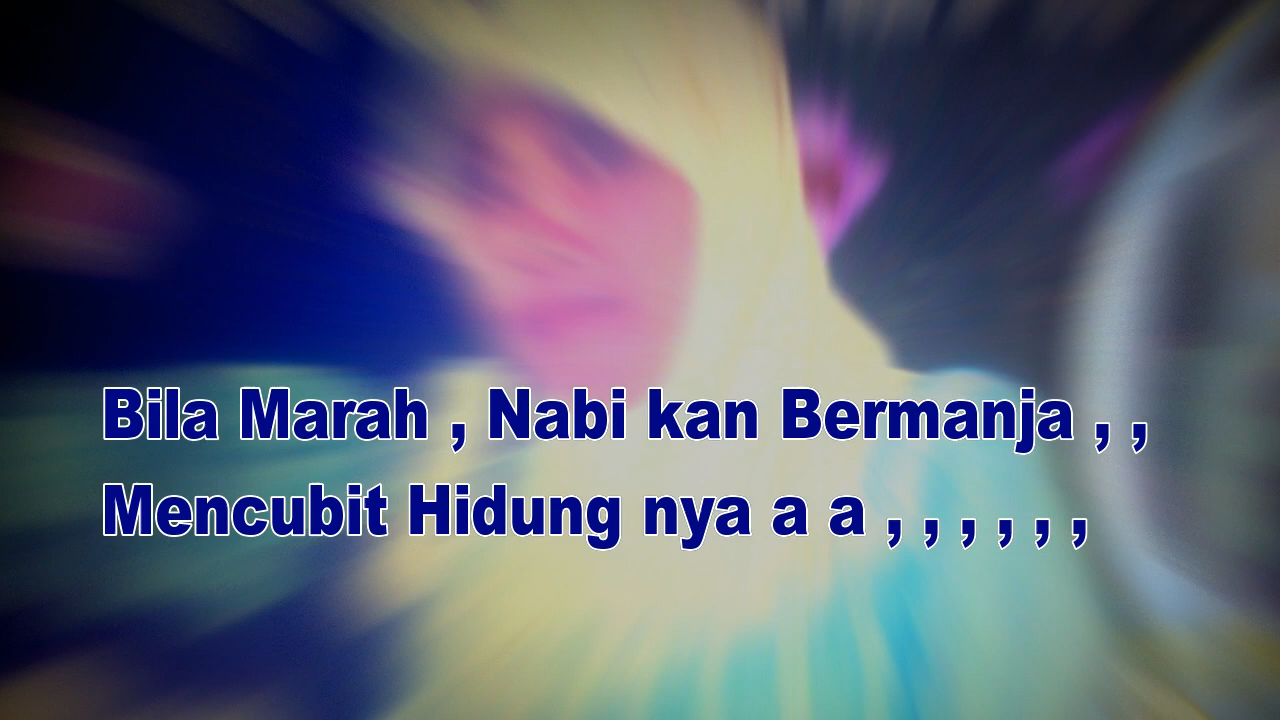 Bila Marah , Nabi kan Bermanja , ,
Mencubit Hidung nya a a , , , , , ,